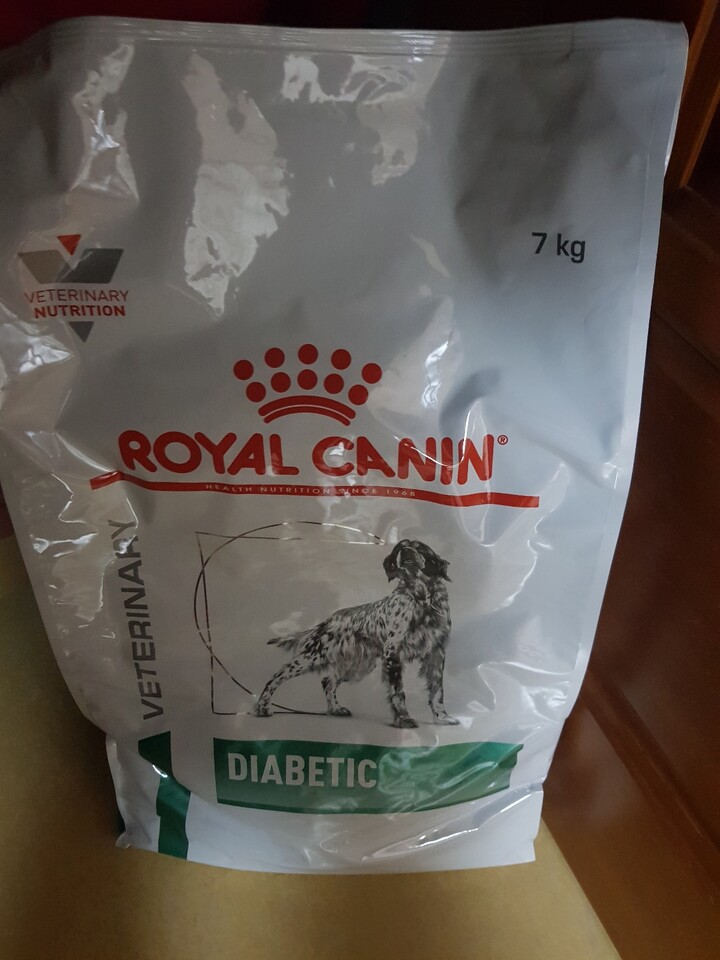 7 kg
VETERINARY
NUTRITION
ROYAL CANIN®
HEALTH NUTRITION SINCE 1968
VETERINARY
DIABETIC